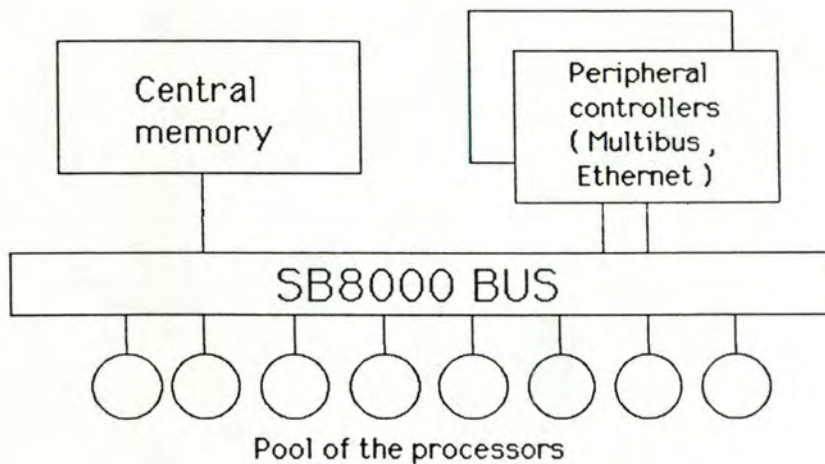 Central
memory
Peripheral
controllers
( Multibus ,
Ethernet )
SB8000 BUS
Pool of the processors